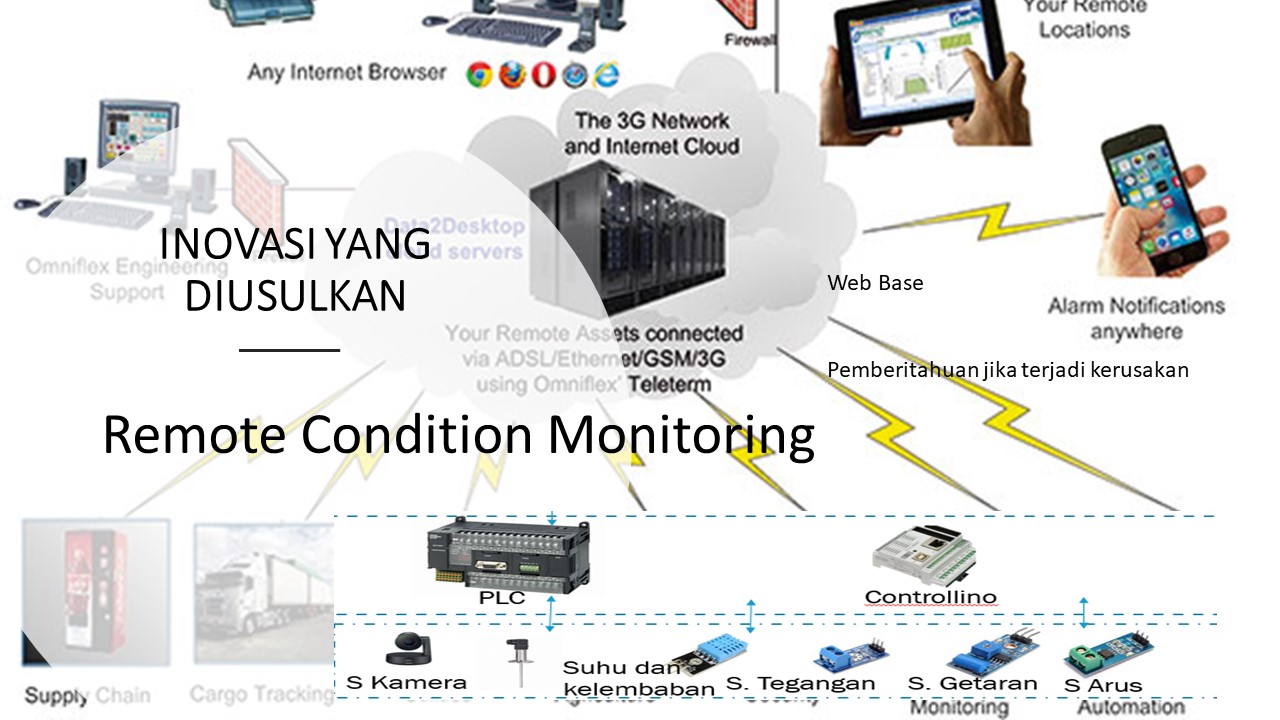 Your Remote
Locations
Firewall
Any Internet Browser
The 3G Network
and Internet Cloud
Data2Desktop
servers
INOVASI YANG
DIUSULKAN
Omniflex Engineering
Support
Web Base
Alarm Notifications
anywhere
Your Remote Assets connected
via ADSL/Ethernet/GSM/3G
using Omniflex' Teleterm
Pemberitahuan jika terjadi kerusakan
Remote Condition Monitoring
PLC
Controllino
S Kamera
Suhu dan
kelembaban
S. Tegangan
S. Getaran
S Arus
Supply Chain
Cargo Tracking
Monitoring
Automation